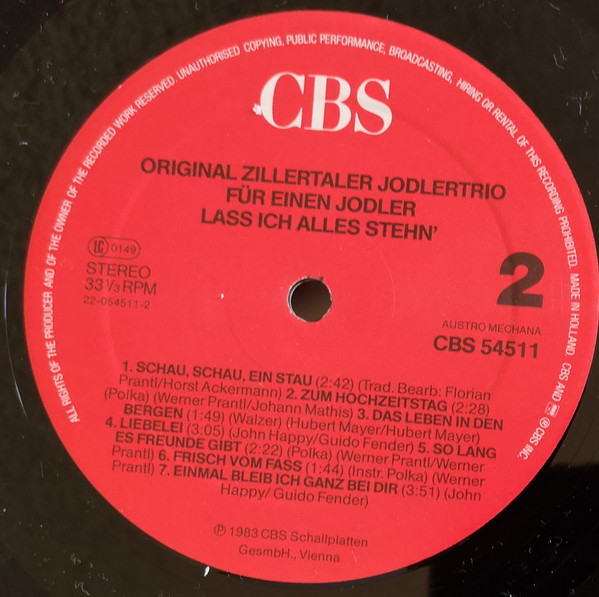 ALL RIGHTS OF THE PRODUCER AND OF THE OWNER OF THE RECORDED WORK RESERVED. UNAUTHORISED COPYING, PUBLIC PERFORMANCE, BROADCASTING, HIRING OR RENTAL OF THIS RECORDING PROHIBITED. MADE IN HOLLAND CBS AND ℗ CBS INC.
CBS
ORIGINAL ZILLERTALER JODLERTRIO
FÜR EINEN JODLER
LASS ICH ALLES STEHN'
LC 0149
STEREO
33 1/3 RPM
22-054511-2
2
AUSTRO MECHANA
CBS 54511
1. SCHAU, SCHAU, EIN STAU (2:42) (Trad. Bearb: Florian
Prantl/Horst Ackermann) 2. ZUM HOCHZEITSTAG (2:28)
(Polka) (Werner Prantl/Johann Mathis) 3. DAS LEBEN IN DEN
BERGEN (1:49) (Walzer) (Hubert Mayer/Hubert Mayer)
4. LIEBELEI (3:05) (John Happy/Guido Fender) 5. SO LANG
ES FREUNDE GIBT (2:22) (Polka) (Werner Prantl/Werner
Prantl) 6. FRISCH VOM FASS (1:44) (Instr. Polka) (Werner
Prantl) 7. EINMAL BLEIB ICH GANZ BEI DIR (3:51) (John
Happy/ Guido Fender)
℗ 1983 CBS Schallplatten
GesmbH., Vienna